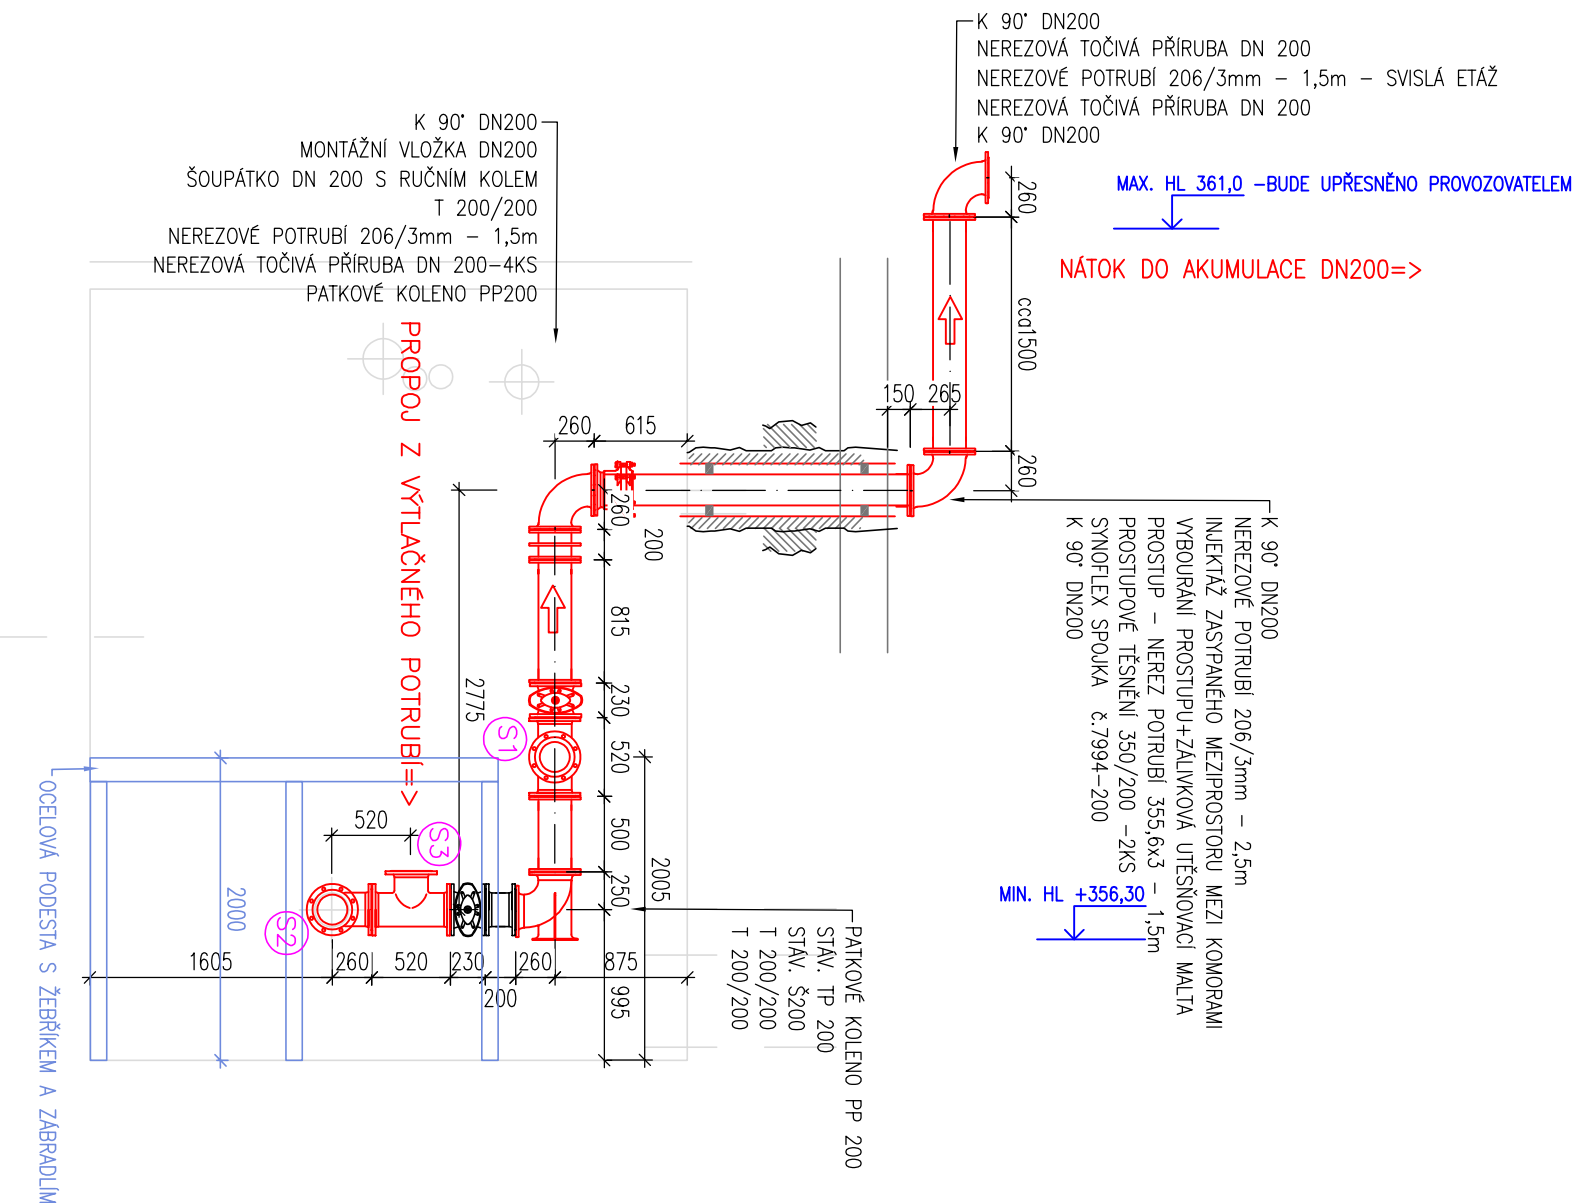 K 90° DN200
NEREZOVÁ TOČIVÁ PŘÍRUBA DN 200
NEREZOVÉ POTRUBÍ 206/3mm – 1,5m – SVISLÁ ETÁŽ
NEREZOVÁ TOČIVÁ PŘÍRUBA DN 200
K 90° DN200
K 90° DN200
MONTÁŽNÍ VLOŽKA DN200
ŠOUPÁTKO DN 200 S RUČNÍM KOLEM
T 200/200
NEREZOVÉ POTRUBÍ 206/3mm – 1,5m
NEREZOVÁ TOČIVÁ PŘÍRUBA DN 200–4KS
PATKOVÉ KOLENO PP200
MAX. HL 361,0 –BUDE UPŘESNĚNO PROVOZOVATELEM
NÁTOK DO AKUMULACE DN200=>
260
cca1500
260
150
265
260
615
260
200
815
230
520
500
250
995
2775
2005
PROPOJ Z VÝTLAČNÉHO POTRUBÍ=>
S1
S3
S2
520
2000
1605
260
520
230
200
260
875
OCELOVÁ PODESTA S ŽEBŘÍKEM A ZÁBRADLÍM
K 90° DN200
NEREZOVÉ POTRUBÍ 206/3mm – 2,5m
INJEKTÁŽ ZASYPANÉHO MEZIPROSTORU MEZI KOMORAMI
VYBOURÁNÍ PROSTUPU+ZÁLIVKOVÁ UTĚSŇOVACÍ MALTA
PROSTUP – NEREZ POTRUBÍ 355,6x3 – 1,5m
PROSTUPOVÉ TĚSNĚNÍ 350/200 –2KS
SYNOFLEX SPOJKA č.7994–200
K 90° DN200
MIN. HL +356,30
PATKOVÉ KOLENO PP 200
STÁV. TP 200
STÁV. Š200
T 200/200
T 200/200